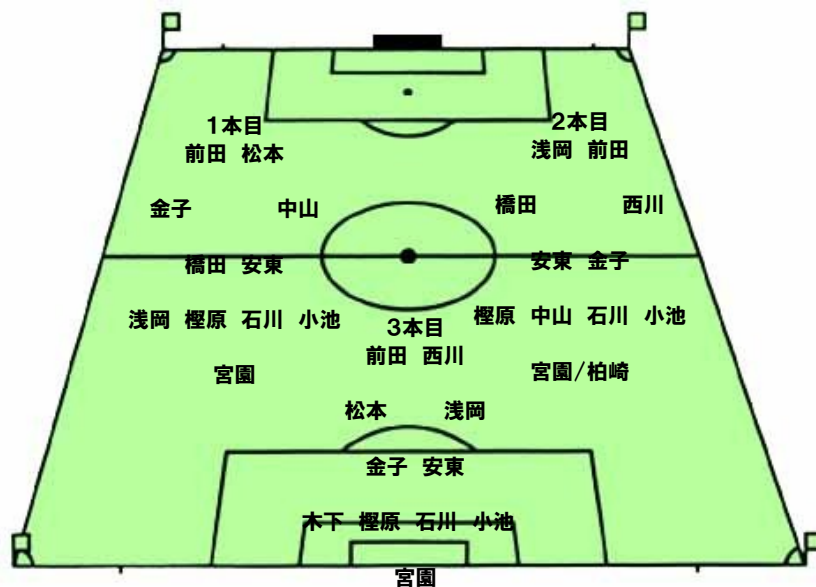 1本目
前田 松本
金子 中山
橋田 安東
浅岡 樫原 石川 小池
宮園
2本目
浅岡 前田
橋田 西川
安東 金子
樫原 中山 石川 小池
宮園/柏崎
3本目
前田 西川
松本 浅岡
金子 安東
木下 樫原 石川 小池
宮園